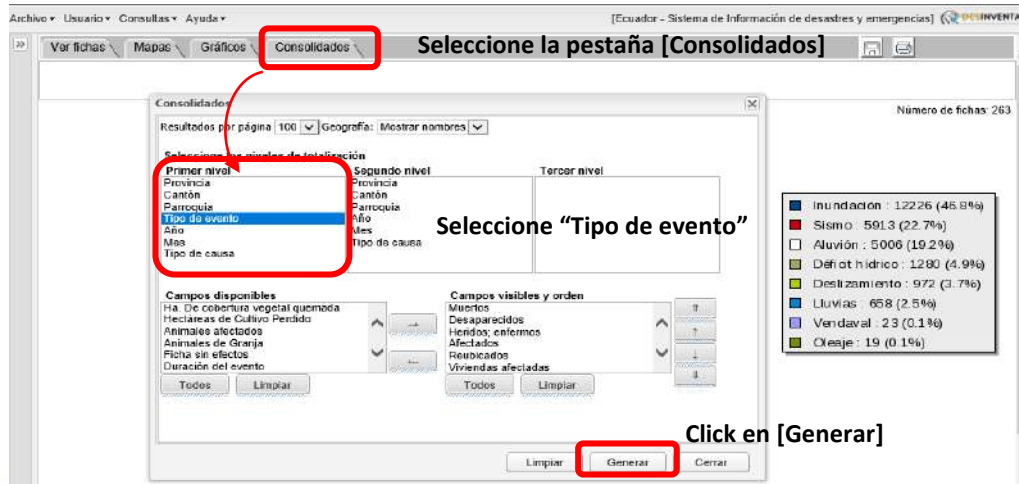 Archivo Usuario Consultas Ayuda [Ecuador - Sistema de Información de desastres y emergencias] DESINVENTA
Ver fichas Mapas Gráficos Consolidados Seleccione la pestaña [Consolidados]
Consolidados
Número de fichas: 263
Resultados por página 100 Geografía: Mostrar nombres
Seleccione los niveles de totalización
Primer nivel Segundo nivel Tercer nivel
Provincia Provincia
Cantón Cantón
Parroquia Parroquia
Tipo de evento Año
Año Mes
Mes Tipo de causa
Tipo de causa
Seleccione “Tipo de evento”
Inundación : 12226 (46.8%)
Sismo : 5913 (22.7%)
Aluvión : 5006 (19.2%)
Déficit hídrico : 1280 (4.9%)
Deslizamiento : 972 (3.7%)
Lluvias : 658 (2.5%)
Vendaval : 23 (0.1%)
Oleaje : 19 (0.1%)
Campos disponibles Campos visibles y orden
Ha. De cobertura vegetal quemada Muertos
Hectáreas de Cultivo Perdido Desaparecidos
Animales afectados Heridos; enfermos
Animales de Granja Afectados
Ficha sin efectos Reubicados
Duración del evento Viviendas afectadas
Todos Limpiar Todos Limpiar
Click en [Generar]
Limpiar Generar Cerrar